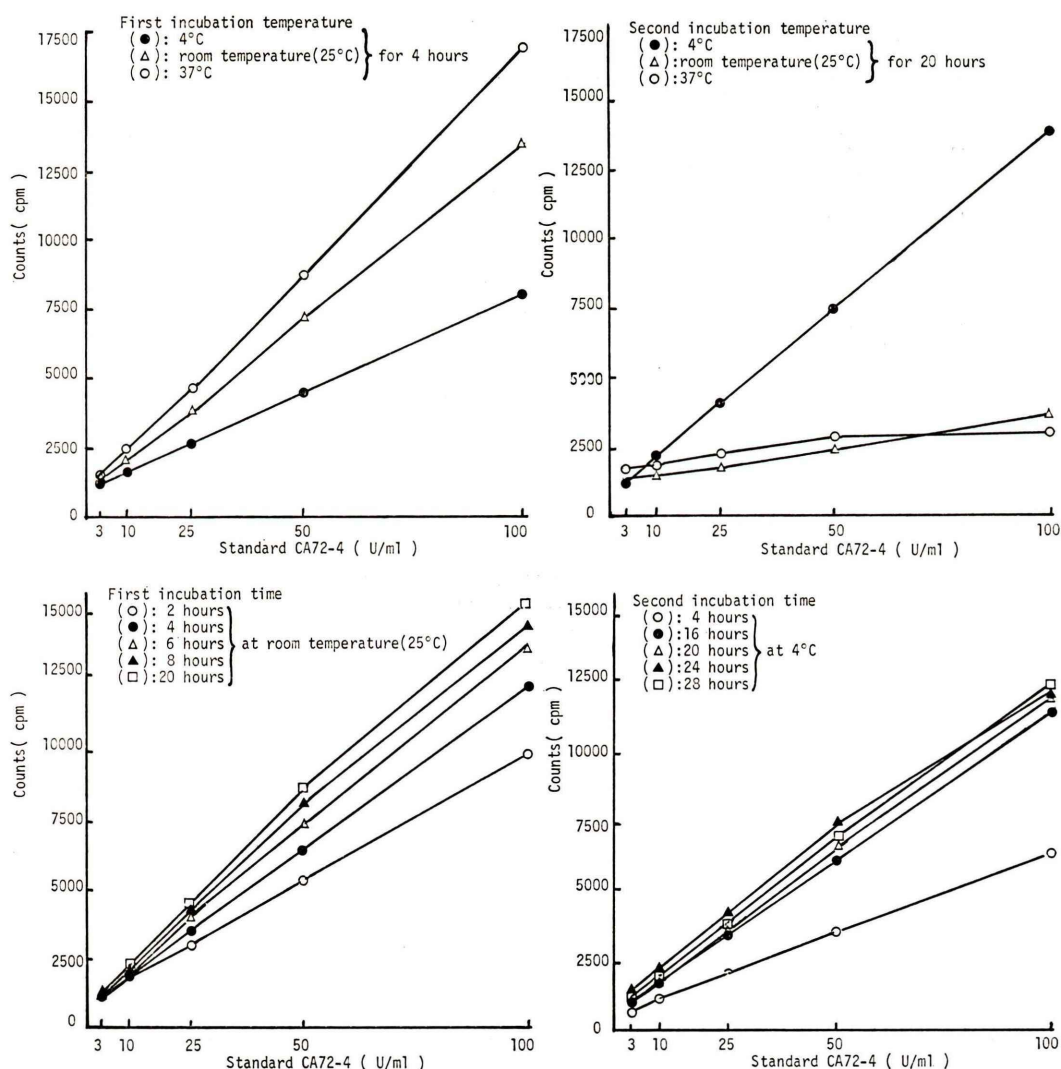 First incubation temperature
(●): 4°C
(△): room temperature(25°C) } for 4 hours
(○): 37°C
17500
15000
12500
10000
7500
5000
2500
0
Counts( cpm )
3 10 25 50 100
Standard CA72-4 ( U/ml )
Second incubation temperature
(●): 4°C
(△):room temperature(25°C) } for 20 hours
(○):37°C
17500
15000
12500
10000
7500
5000
2500
0
Counts( cpm )
3 10 25 50 100
Standard CA72-4 ( U/ml )
First incubation time
(○): 2 hours
(●): 4 hours
(△): 6 hours } at room temperature(25°C)
(▲): 8 hours
(□):20 hours
15000
12500
10000
7500
5000
2500
0
Counts( cpm )
3 10 25 50 100
Standard CA72-4 ( U/ml )
Second incubation time
(○): 4 hours
(●):16 hours
(△):20 hours } at 4°C
(▲):24 hours
(□):28 hours
15000
12500
10000
7500
5000
2500
0
Counts( cpm )
3 10 25 50 100
Standard CA72-4 ( U/ml )